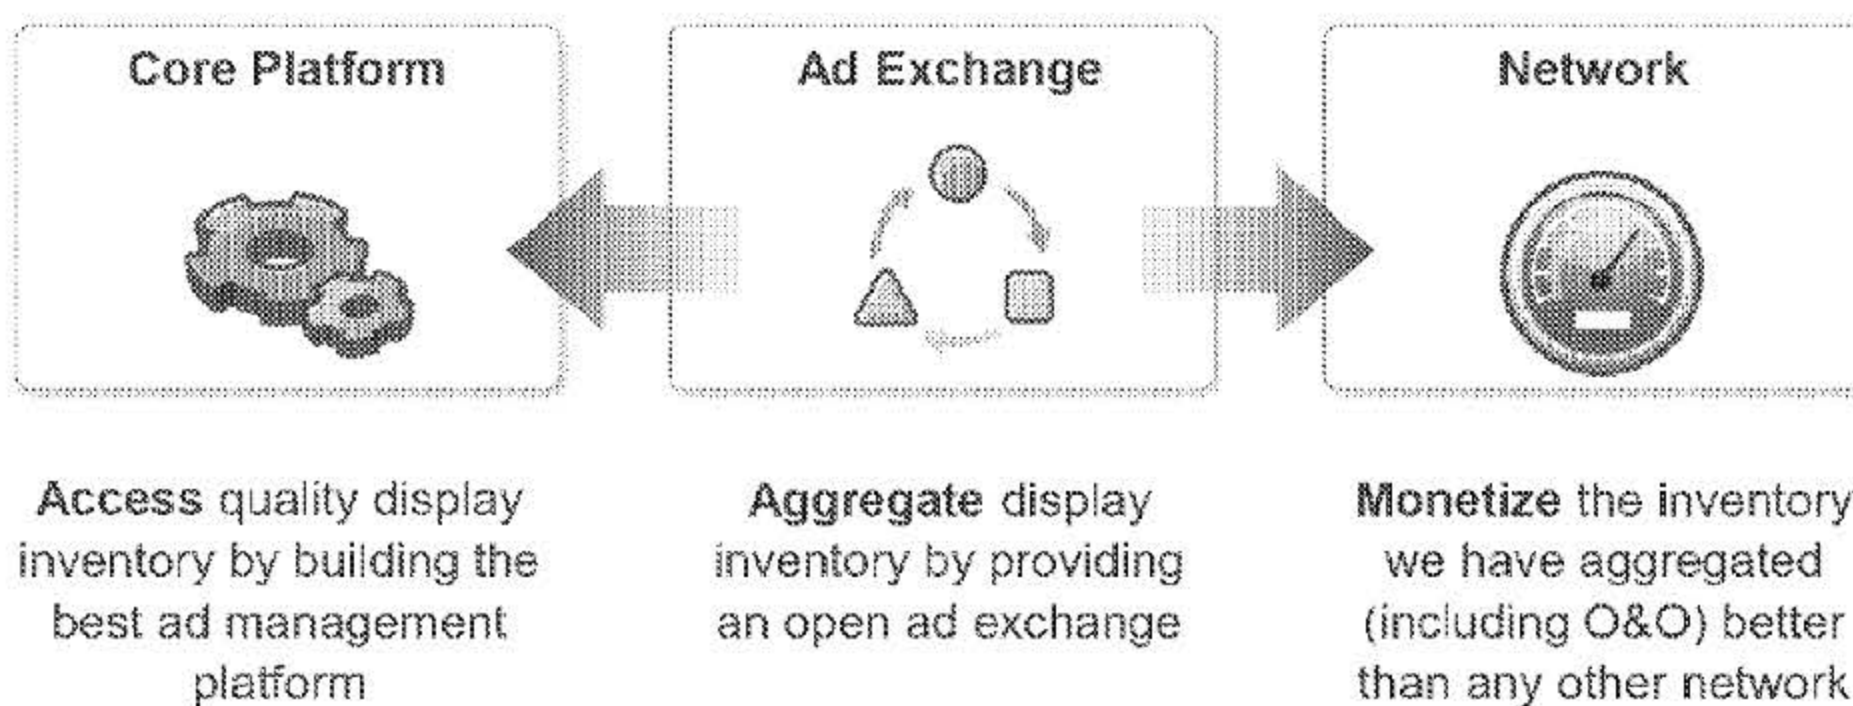 Core Platform
Ad Exchange
Network
Access quality display
inventory by building the
best ad management
platform
Aggregate display
inventory by providing
an open ad exchange
Monetize the inventory
we have aggregated
(including O&O) better
than any other network